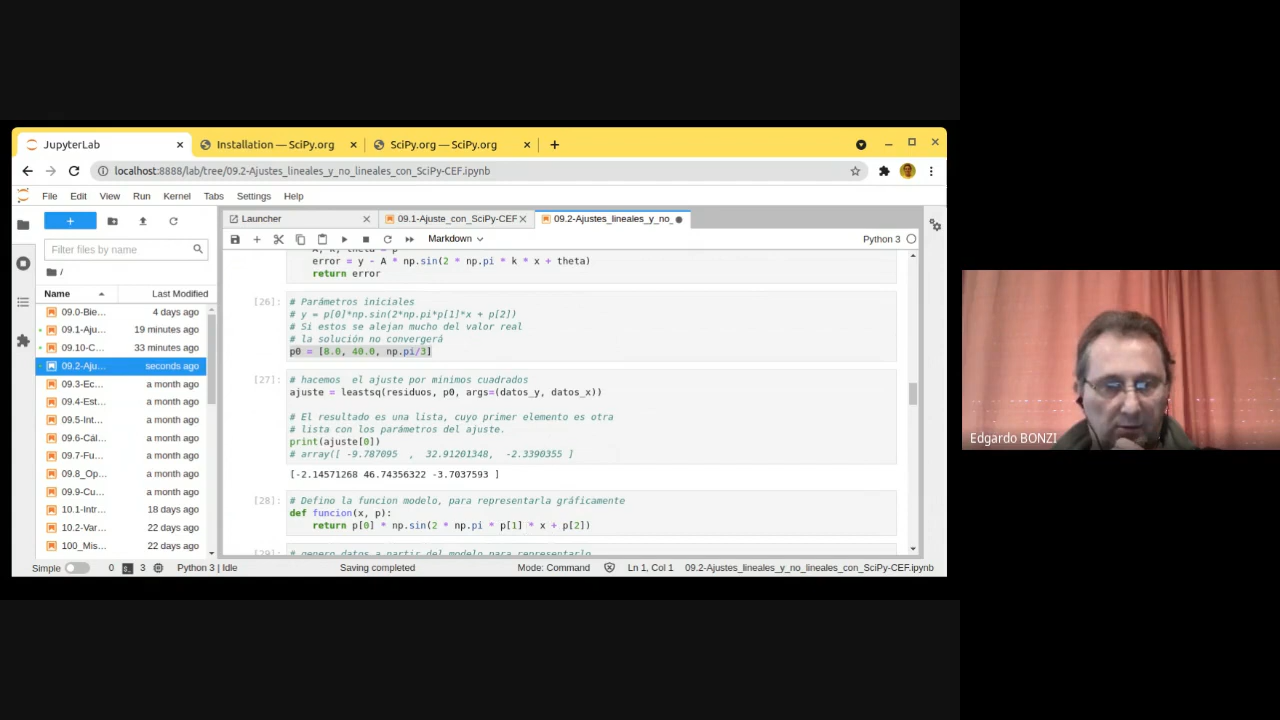 JupyterLab
Installation — SciPy.org
SciPy.org — SciPy.org
localhost:8888/lab/tree/09.2-Ajustes_lineales_y_no_lineales_con_SciPy-CEF.ipynb
File Edit View Run Kernel Tabs Settings Help
Launcher
09.1-Ajuste_con_SciPy-CEF
09.2-Ajustes_lineales_y_no_
Filter files by name
Markdown
Python 3
/
Name Last Modified
09.0-Bie... 4 days ago
09.1-Aju... 19 minutes ago
09.10-C... 33 minutes ago
09.2-Aju... seconds ago
09.3-Ec... a month ago
09.4-Est... a month ago
09.5-Int... a month ago
09.6-Cál... a month ago
09.7-Fu... a month ago
09.8_Op... a month ago
09.9-Cu... a month ago
10.1-Intr... 18 days ago
10.2-Var... 22 days ago
100_Mis... 22 days ago
error = y - A * np.sin(2 * np.pi * k * x + theta)
return error
[26]:
# Parámetros iniciales
# y = p[0]*np.sin(2*np.pi*p[1]*x + p[2])
# Si estos se alejan mucho del valor real
# la solución no convergerá
p0 = [8.0, 40.0, np.pi/3]
[27]:
# hacemos el ajuste por minimos cuadrados
ajuste = leastsq(residuos, p0, args=(datos_y, datos_x))
# El resultado es una lista, cuyo primer elemento es otra
# lista con los parámetros del ajuste.
print(ajuste[0])
# array([ -9.787095 , 32.91201348, -2.3390355 ]
[-2.14571268 46.74356322 -3.7037593 ]
[28]:
# Defino la funcion modelo, para representarla gráficamente
def funcion(x, p):
return p[0] * np.sin(2 * np.pi * p[1] * x + p[2])
[29]:
# genero datos a partir del modelo para representarlo
Simple 0 3 Python 3 | Idle Saving completed Mode: Command Ln 1, Col 1 09.2-Ajustes_lineales_y_no_lineales_con_SciPy-CEF.ipynb
Edgardo BONZI